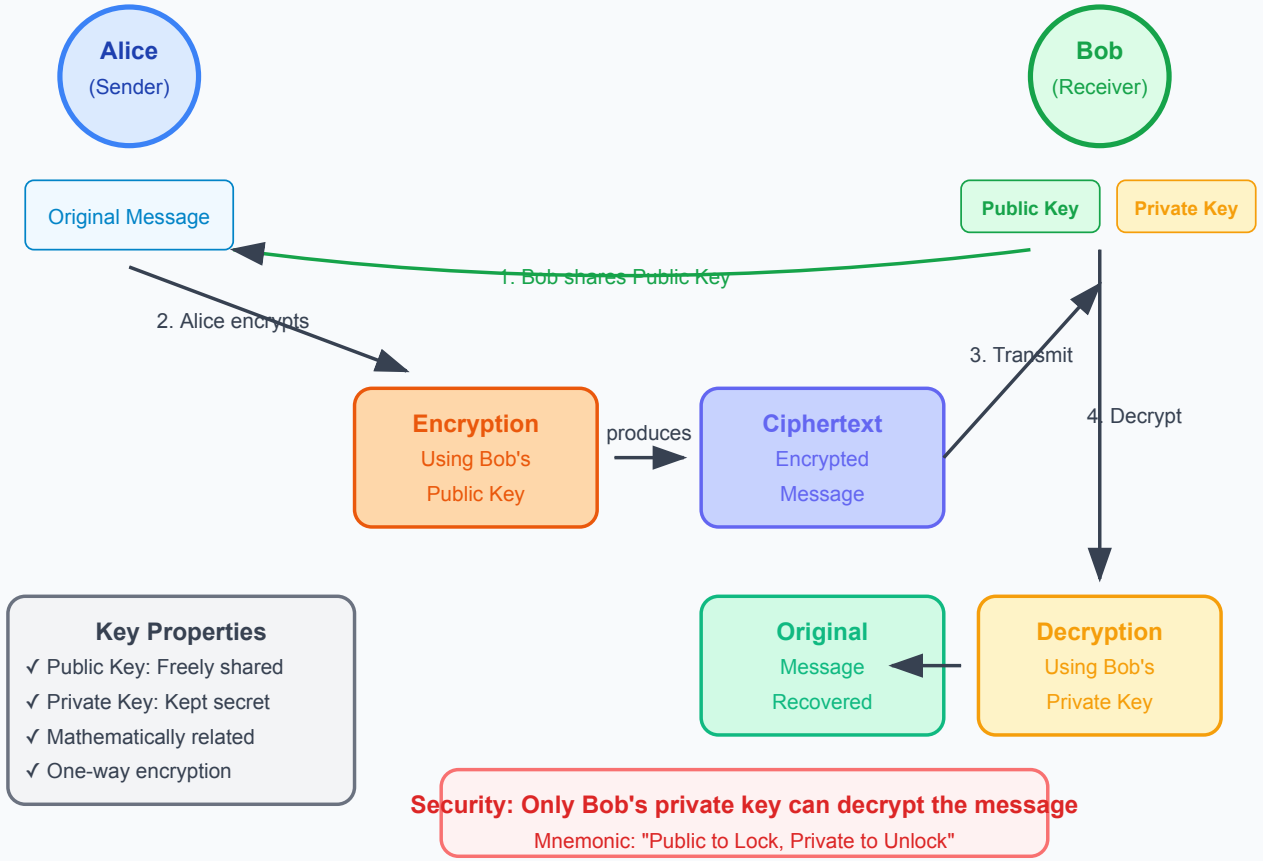 Alice
(Sender)
Bob
(Receiver)
Original Message
Public Key
Private Key
1. Bob shares Public Key
2. Alice encrypts
3. Transmit
4. Decrypt
Encryption
Using Bob's
Public Key
produces
Ciphertext
Encrypted
Message
Key Properties
✓ Public Key: Freely shared
✓ Private Key: Kept secret
✓ Mathematically related
✓ One-way encryption
Original
Message
Recovered
Decryption
Using Bob's
Private Key
Security: Only Bob's private key can decrypt the message
Mnemonic: "Public to Lock, Private to Unlock"